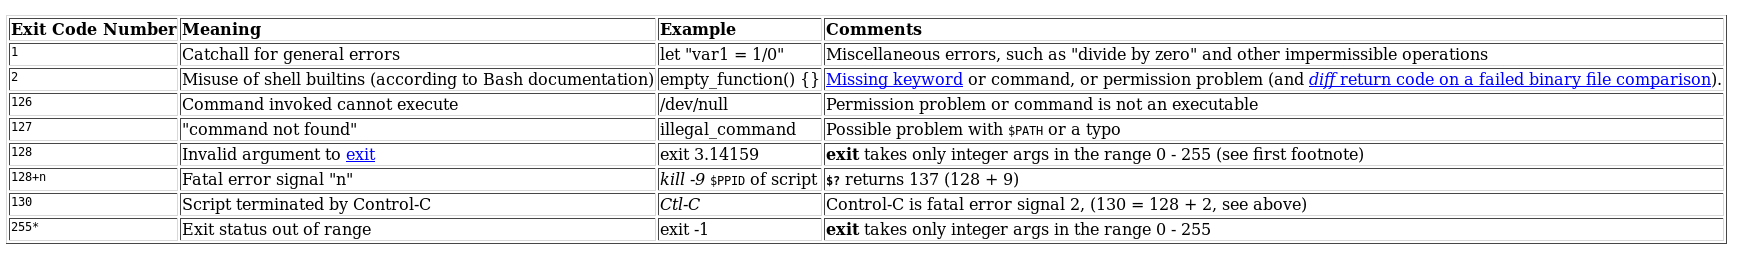 Exit Code Number Meaning Example Comments
1 Catchall for general errors let "var1 = 1/0" Miscellaneous errors, such as "divide by zero" and other impermissible operations
2 Misuse of shell builtins (according to Bash documentation) empty_function() {} Missing keyword or command, or permission problem (and diff return code on a failed binary file comparison).
126 Command invoked cannot execute /dev/null Permission problem or command is not an executable
127 "command not found" illegal_command Possible problem with $PATH or a typo
128 Invalid argument to exit exit 3.14159 exit takes only integer args in the range 0 - 255 (see first footnote)
128+n Fatal error signal "n" kill -9 $PPID of script $? returns 137 (128 + 9)
130 Script terminated by Control-C Ctl-C Control-C is fatal error signal 2, (130 = 128 + 2, see above)
255* Exit status out of range exit -1 exit takes only integer args in the range 0 - 255